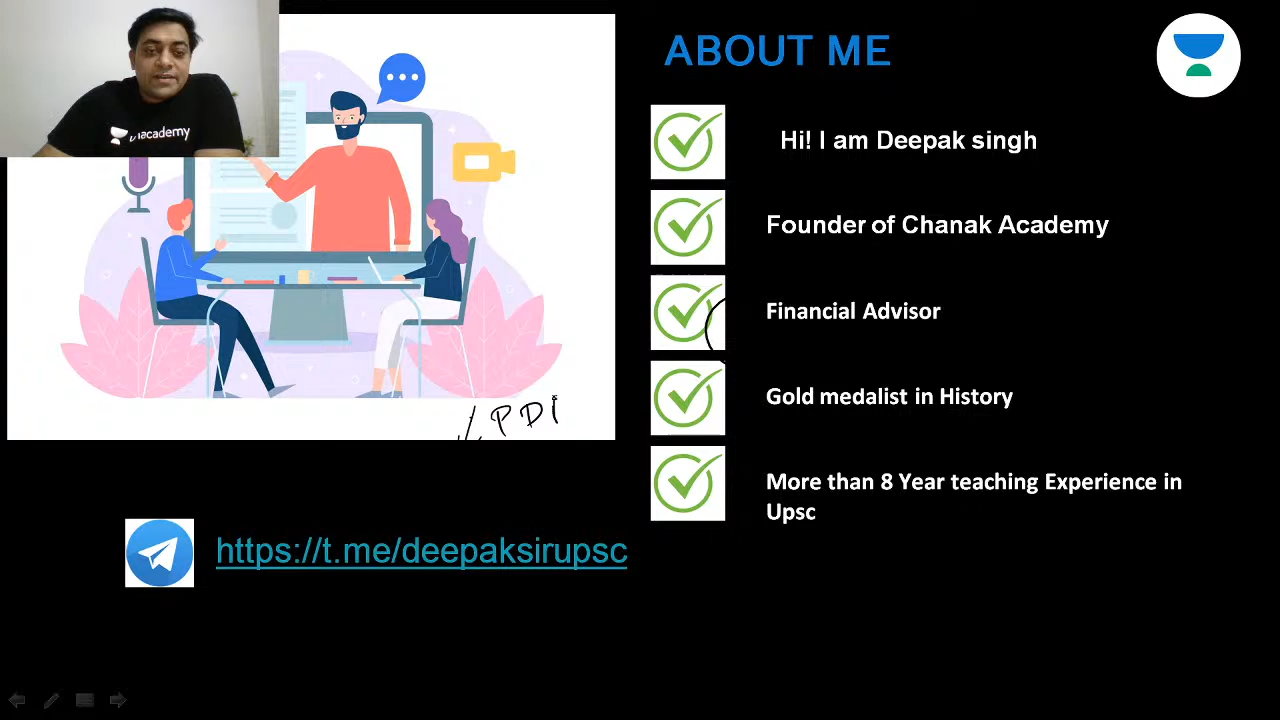 ABOUT ME
Hi! I am Deepak singh
Founder of Chanak Academy
Financial Advisor
Gold medalist in History
More than 8 Year teaching Experience in
Upsc
PDI
https://t.me/deepaksirupsc